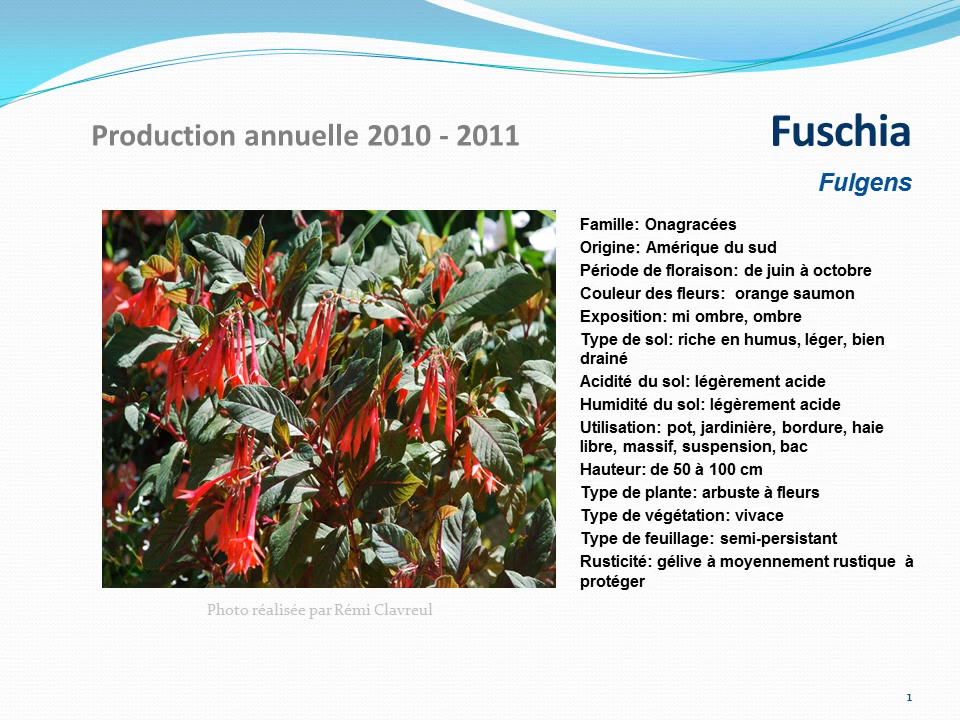 Production annuelle 2010 - 2011
Fuschia
Fulgens
Famille: Onagracées
Origine: Amérique du sud
Période de floraison: de juin à octobre
Couleur des fleurs:  orange saumon
Exposition: mi ombre, ombre
Type de sol: riche en humus, léger, bien
drainé
Acidité du sol: légèrement acide
Humidité du sol: légèrement acide
Utilisation: pot, jardinière, bordure, haie
libre, massif, suspension, bac
Hauteur: de 50 à 100 cm
Type de plante: arbuste à fleurs
Type de végétation: vivace
Type de feuillage: semi-persistant
Rusticité: gélive à moyennement rustique  à
protéger
Photo réalisée par Rémi Clavreul
1